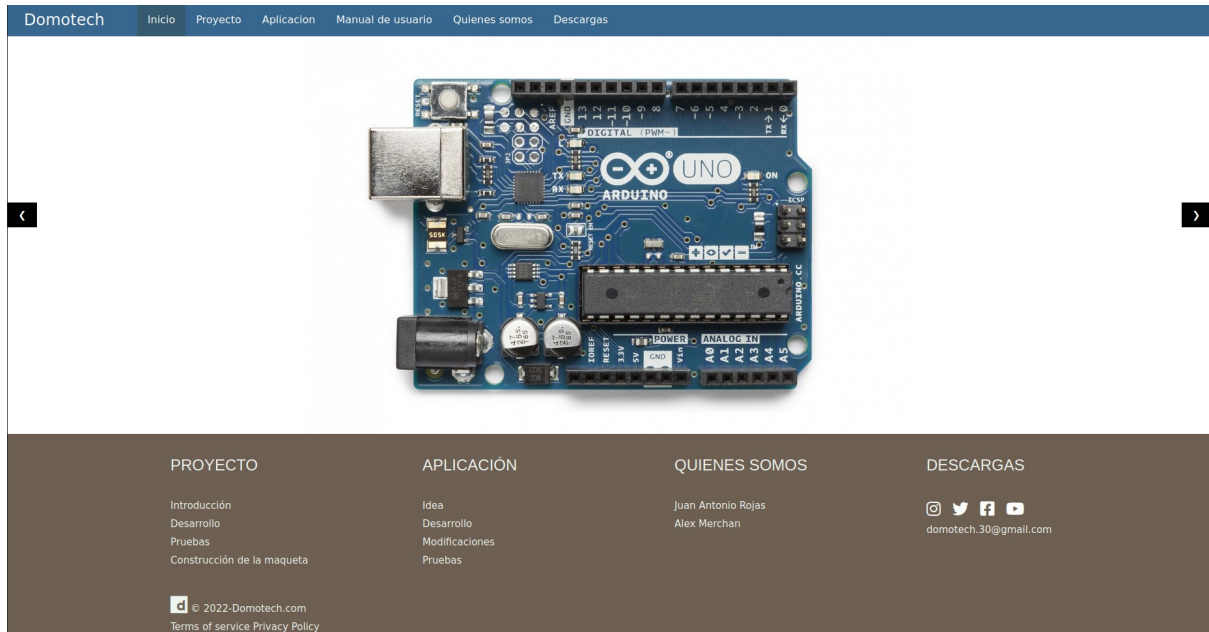 Domotech Inicio Proyecto Aplicacion Manual de usuario Quienes somos Descargas
RESET
AREF
GND
13
12
~11
~10
~9
8
7
~6
~5
4
~3
2
TX→1
RX←0
DIGITAL (PWM~)
ICSP2
TX
RX
UNO
ON
ARDUINO
ICSP
505K
RESET EN
ARDUINO.CC
IOREF
RESET
3.3V
5V
POWER
GND
Vin
ANALOG IN
A0
A1
A2
A3
A4
A5
❮
❯
PROYECTO APLICACIÓN QUIENES SOMOS DESCARGAS
Introducción Idea Juan Antonio Rojas
Desarrollo Desarrollo Alex Merchan domotech.30@gmail.com
Pruebas Modificaciones
Construcción de la maqueta Pruebas
d © 2022-Domotech.com
Terms of service Privacy Policy